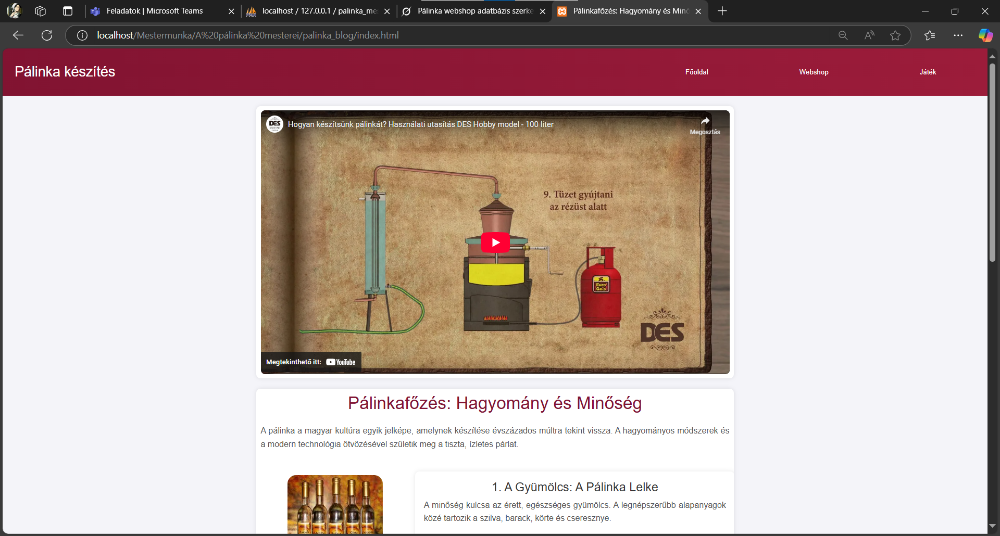 Feladatok | Microsoft Teams
localhost / 127.0.0.1 / palinka_me
Pálinka webshop adatbázis szerke
Pálinkafőzés: Hagyomány és Min
localhost/Mestermunka/A%20pálinka%20mesterei/palinka_blog/index.html
Pálinka készítés
Főoldal
Webshop
Játék
DES
Hogyan készítsünk pálinkát? Használati utasítás DES Hobby model - 100 liter
Megosztás
9. Tüzet gyújtani
az rézüst alatt
Euro
Gas
DES
Megtekinthető itt: YouTube
Pálinkafőzés: Hagyomány és Minőség
A pálinka a magyar kultúra egyik jelképe, amelynek készítése évszázados múltra tekint vissza. A hagyományos módszerek és
a modern technológia ötvözésével születik meg a tiszta, ízletes párlat.
1. A Gyümölcs: A Pálinka Lelke
A minőség kulcsa az érett, egészséges gyümölcs. A legnépszerűbb alapanyagok
közé tartozik a szilva, barack, körte és cseresznye.